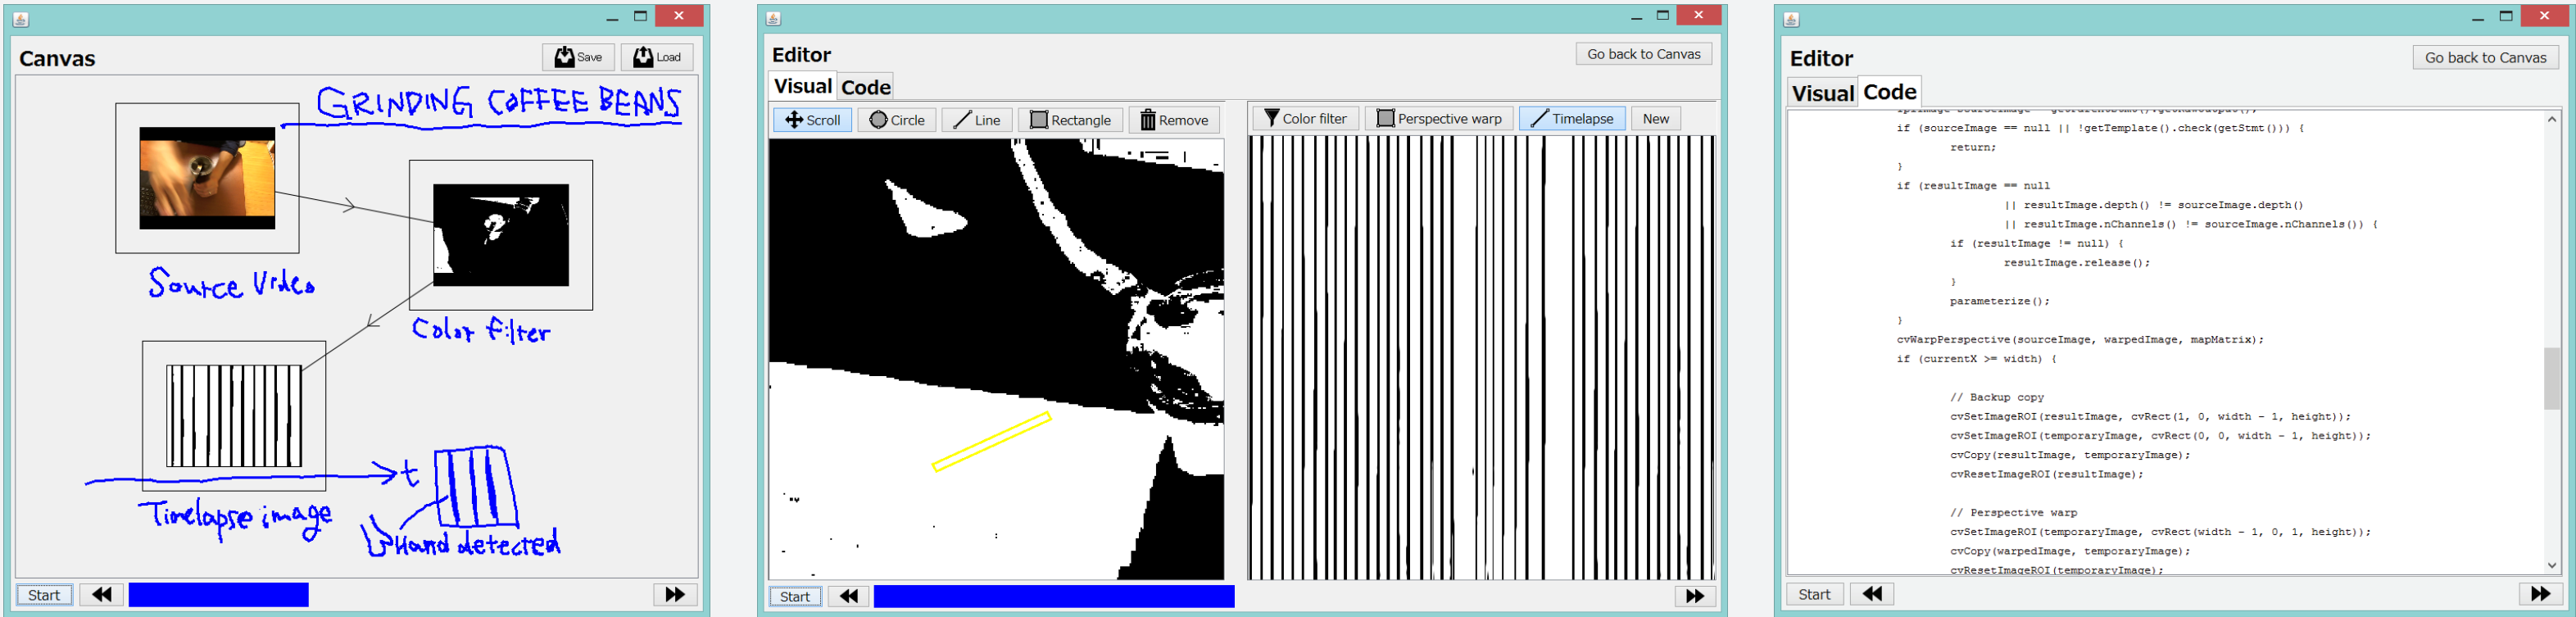 Canvas
Save
Load
GRINDING COFFEE BEANS
Source Video
Color filter
Timelapse image
t
Hand detected
Start
Editor
Go back to Canvas
Visual
Code
Scroll
Circle
Line
Rectangle
Remove
Color filter
Perspective warp
Timelapse
New
Start
Editor
Go back to Canvas
Visual
Code
if (sourceImage == null || !getTemplate().check(getStmt())) {
return;
}
if (resultImage == null
|| resultImage.depth() != sourceImage.depth()
|| resultImage.nChannels() != sourceImage.nChannels()) {
if (resultImage != null) {
resultImage.release();
}
parameterize();
}
cvWarpPerspective(sourceImage, warpedImage, mapMatrix);
if (currentX >= width) {
// Backup copy
cvSetImageROI(resultImage, cvRect(1, 0, width - 1, height));
cvSetImageROI(temporaryImage, cvRect(0, 0, width - 1, height));
cvCopy(resultImage, temporaryImage);
cvResetImageROI(resultImage);
// Perspective warp
cvSetImageROI(temporaryImage, cvRect(width - 1, 0, 1, height));
cvCopy(warpedImage, temporaryImage);
cvResetImageROI(temporaryImage);
Start